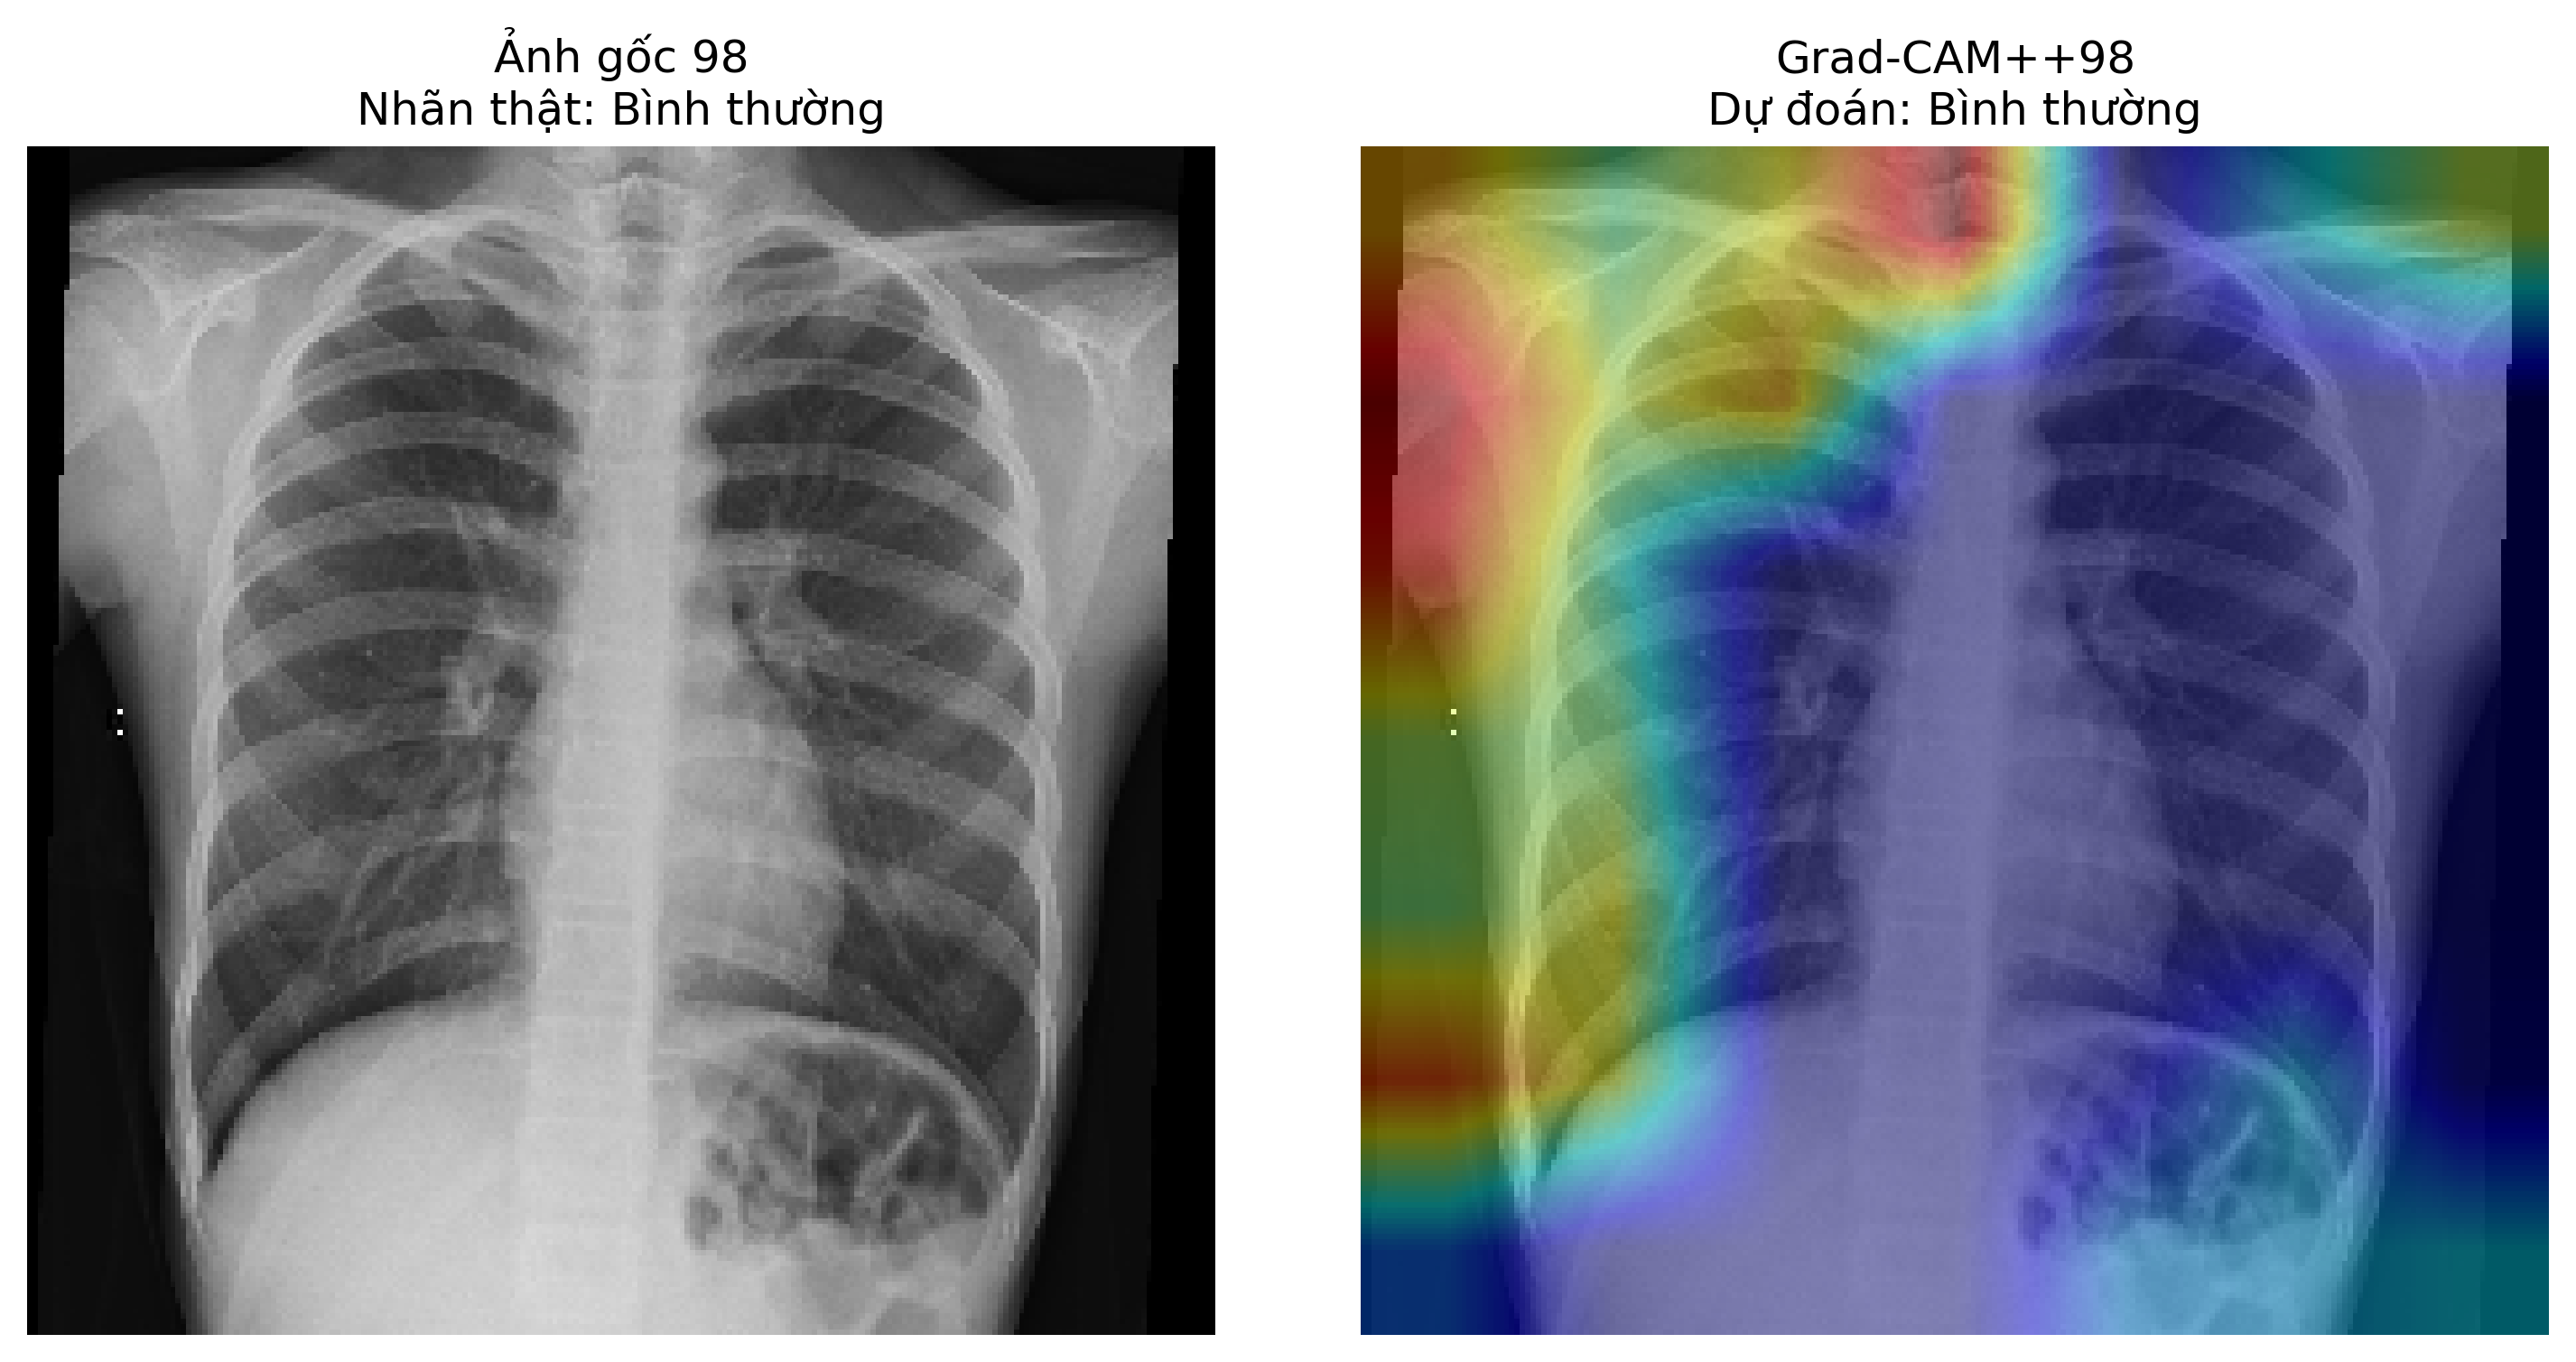 Ảnh gốc 98
Nhãn thật: Bình thường
Grad-CAM++98
Dự đoán: Bình thường